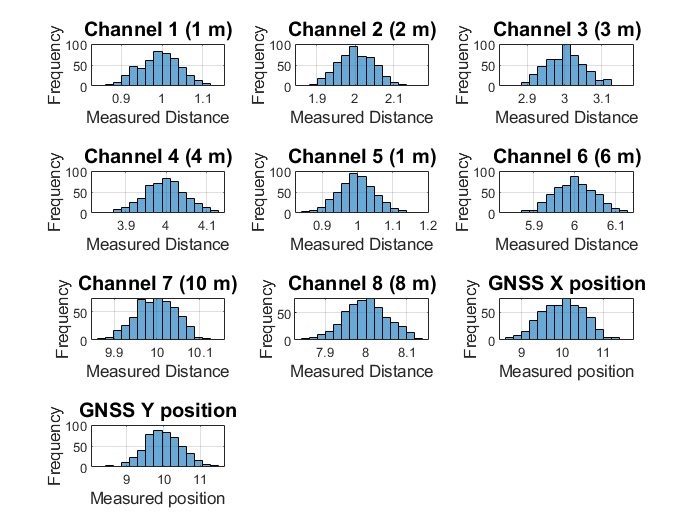 Channel 1 (1 m)
Frequency
100
50
0
0.9 1 1.1
Measured Distance
Channel 2 (2 m)
Frequency
100
50
0
1.9 2 2.1
Measured Distance
Channel 3 (3 m)
Frequency
100
50
0
2.9 3 3.1
Measured Distance
Channel 4 (4 m)
Frequency
100
50
0
3.9 4 4.1
Measured Distance
Channel 5 (1 m)
Frequency
100
50
0
0.9 1 1.1 1.2
Measured Distance
Channel 6 (6 m)
Frequency
100
50
0
5.9 6 6.1
Measured Distance
Channel 7 (10 m)
Frequency
50
0
9.9 10 10.1
Measured Distance
Channel 8 (8 m)
Frequency
50
0
7.9 8 8.1
Measured Distance
GNSS X position
Frequency
50
0
9 10 11
Measured position
GNSS Y position
Frequency
100
50
0
9 10 11
Measured position